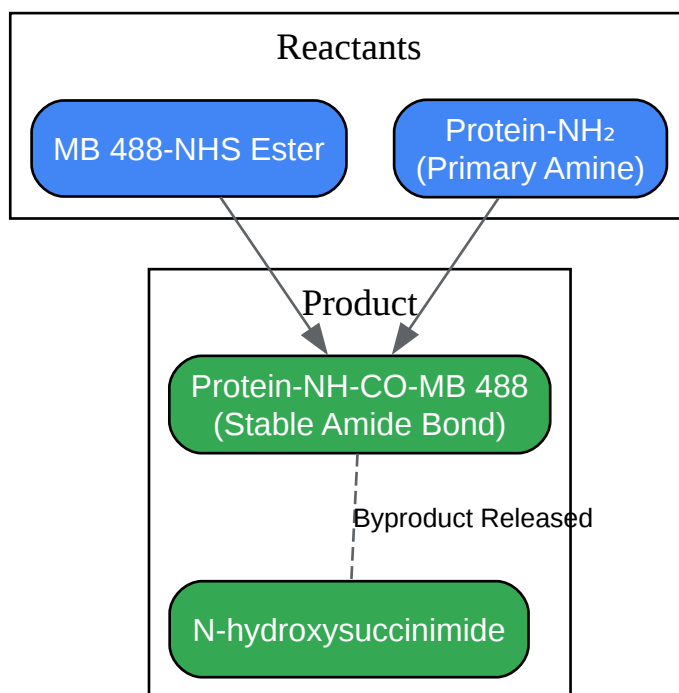 Reactants
MB 488-NHS Ester
Protein-NH₂
(Primary Amine)
Product
Protein-NH-CO-MB 488
(Stable Amide Bond)
Byproduct Released
N-hydroxysuccinimide